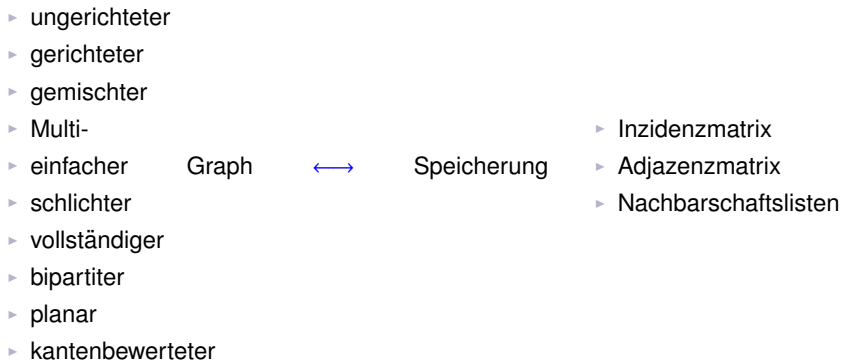 ungerichteter
gerichteter
gemischter
Multi-
einfacher
schlichter
vollständiger
bipartiter
planar
kantenbewerteter
Graph ⟷ Speicherung
Inzidenzmatrix
Adjazenzmatrix
Nachbarschaftslisten